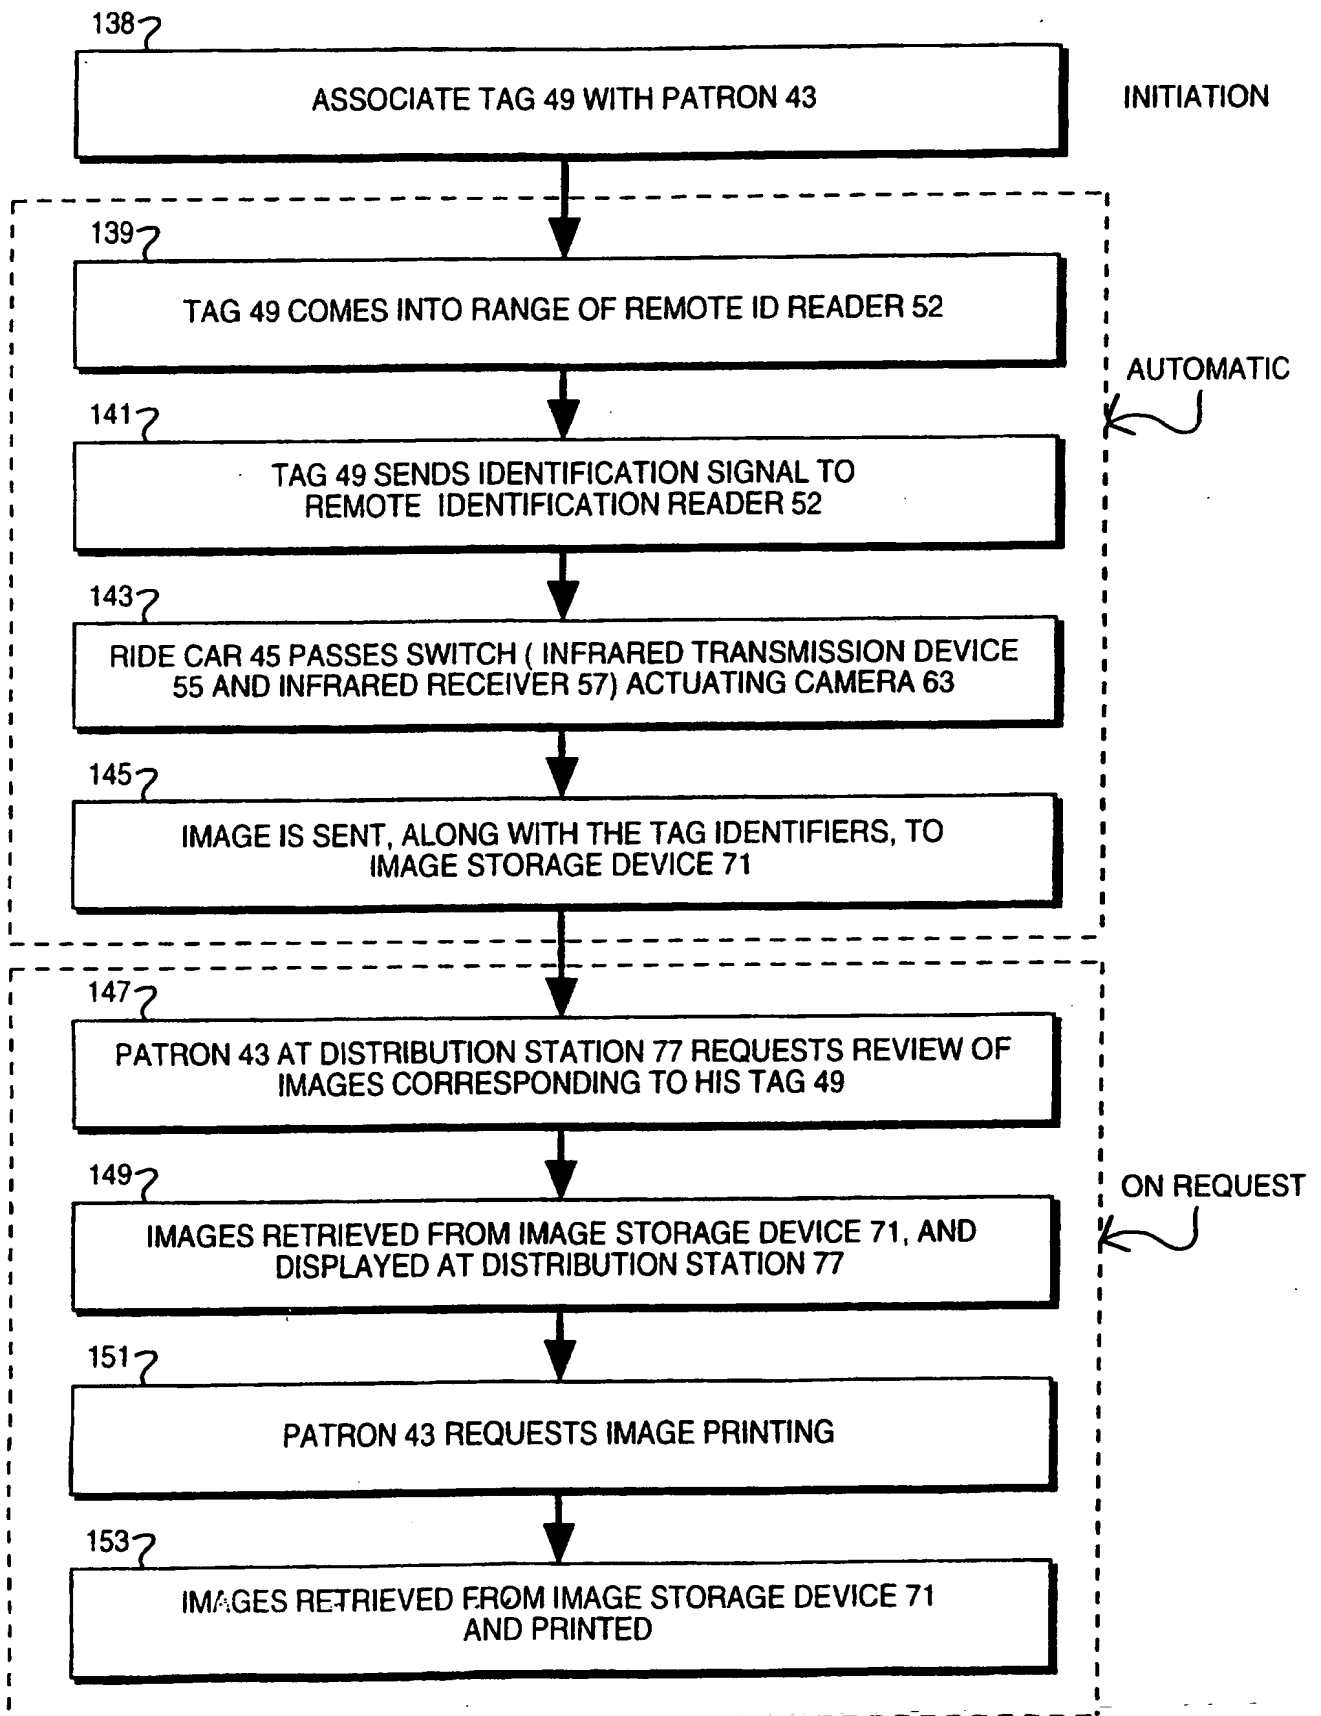 138
ASSOCIATE TAG 49 WITH PATRON 43
INITIATION
139
TAG 49 COMES INTO RANGE OF REMOTE ID READER 52
AUTOMATIC
141
TAG 49 SENDS IDENTIFICATION SIGNAL TO
REMOTE IDENTIFICATION READER 52
143
RIDE CAR 45 PASSES SWITCH ( INFRARED TRANSMISSION DEVICE
55 AND INFRARED RECEIVER 57) ACTUATING CAMERA 63
145
IMAGE IS SENT, ALONG WITH THE TAG IDENTIFIERS, TO
IMAGE STORAGE DEVICE 71
147
PATRON 43 AT DISTRIBUTION STATION 77 REQUESTS REVIEW OF
IMAGES CORRESPONDING TO HIS TAG 49
149
ON REQUEST
IMAGES RETRIEVED FROM IMAGE STORAGE DEVICE 71, AND
DISPLAYED AT DISTRIBUTION STATION 77
151
PATRON 43 REQUESTS IMAGE PRINTING
153
IMAGES RETRIEVED FROM IMAGE STORAGE DEVICE 71
AND PRINTED